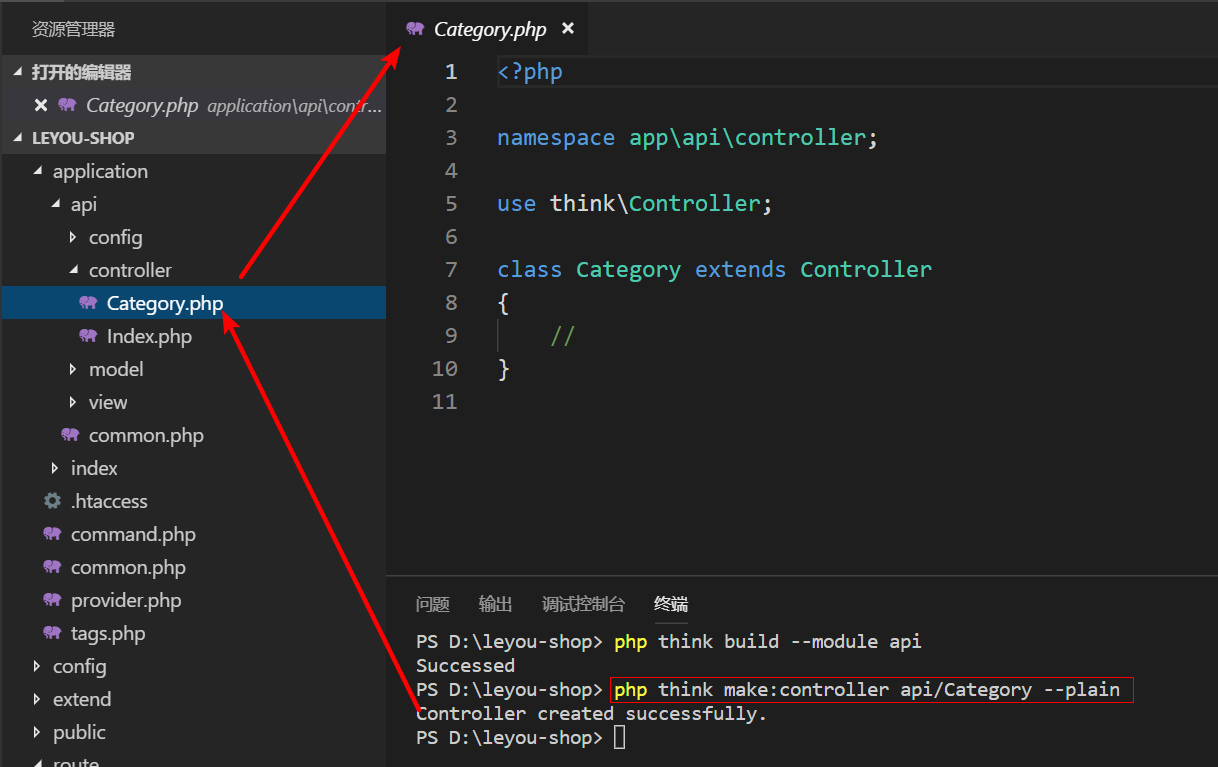 资源管理器
打开的编辑器
Category.php application\api\contr...
LEYOU-SHOP
application
api
config
controller
Category.php
Index.php
model
view
common.php
index
.htaccess
command.php
common.php
provider.php
tags.php
config
extend
public
route
Category.php
1 <?php
2
3 namespace app\api\controller;
4
5 use think\Controller;
6
7 class Category extends Controller
8 {
9 //
10 }
11
问题 输出 调试控制台 终端
PS D:\leyou-shop> php think build --module api
Successed
PS D:\leyou-shop> php think make:controller api/Category --plain
Controller created successfully.
PS D:\leyou-shop>